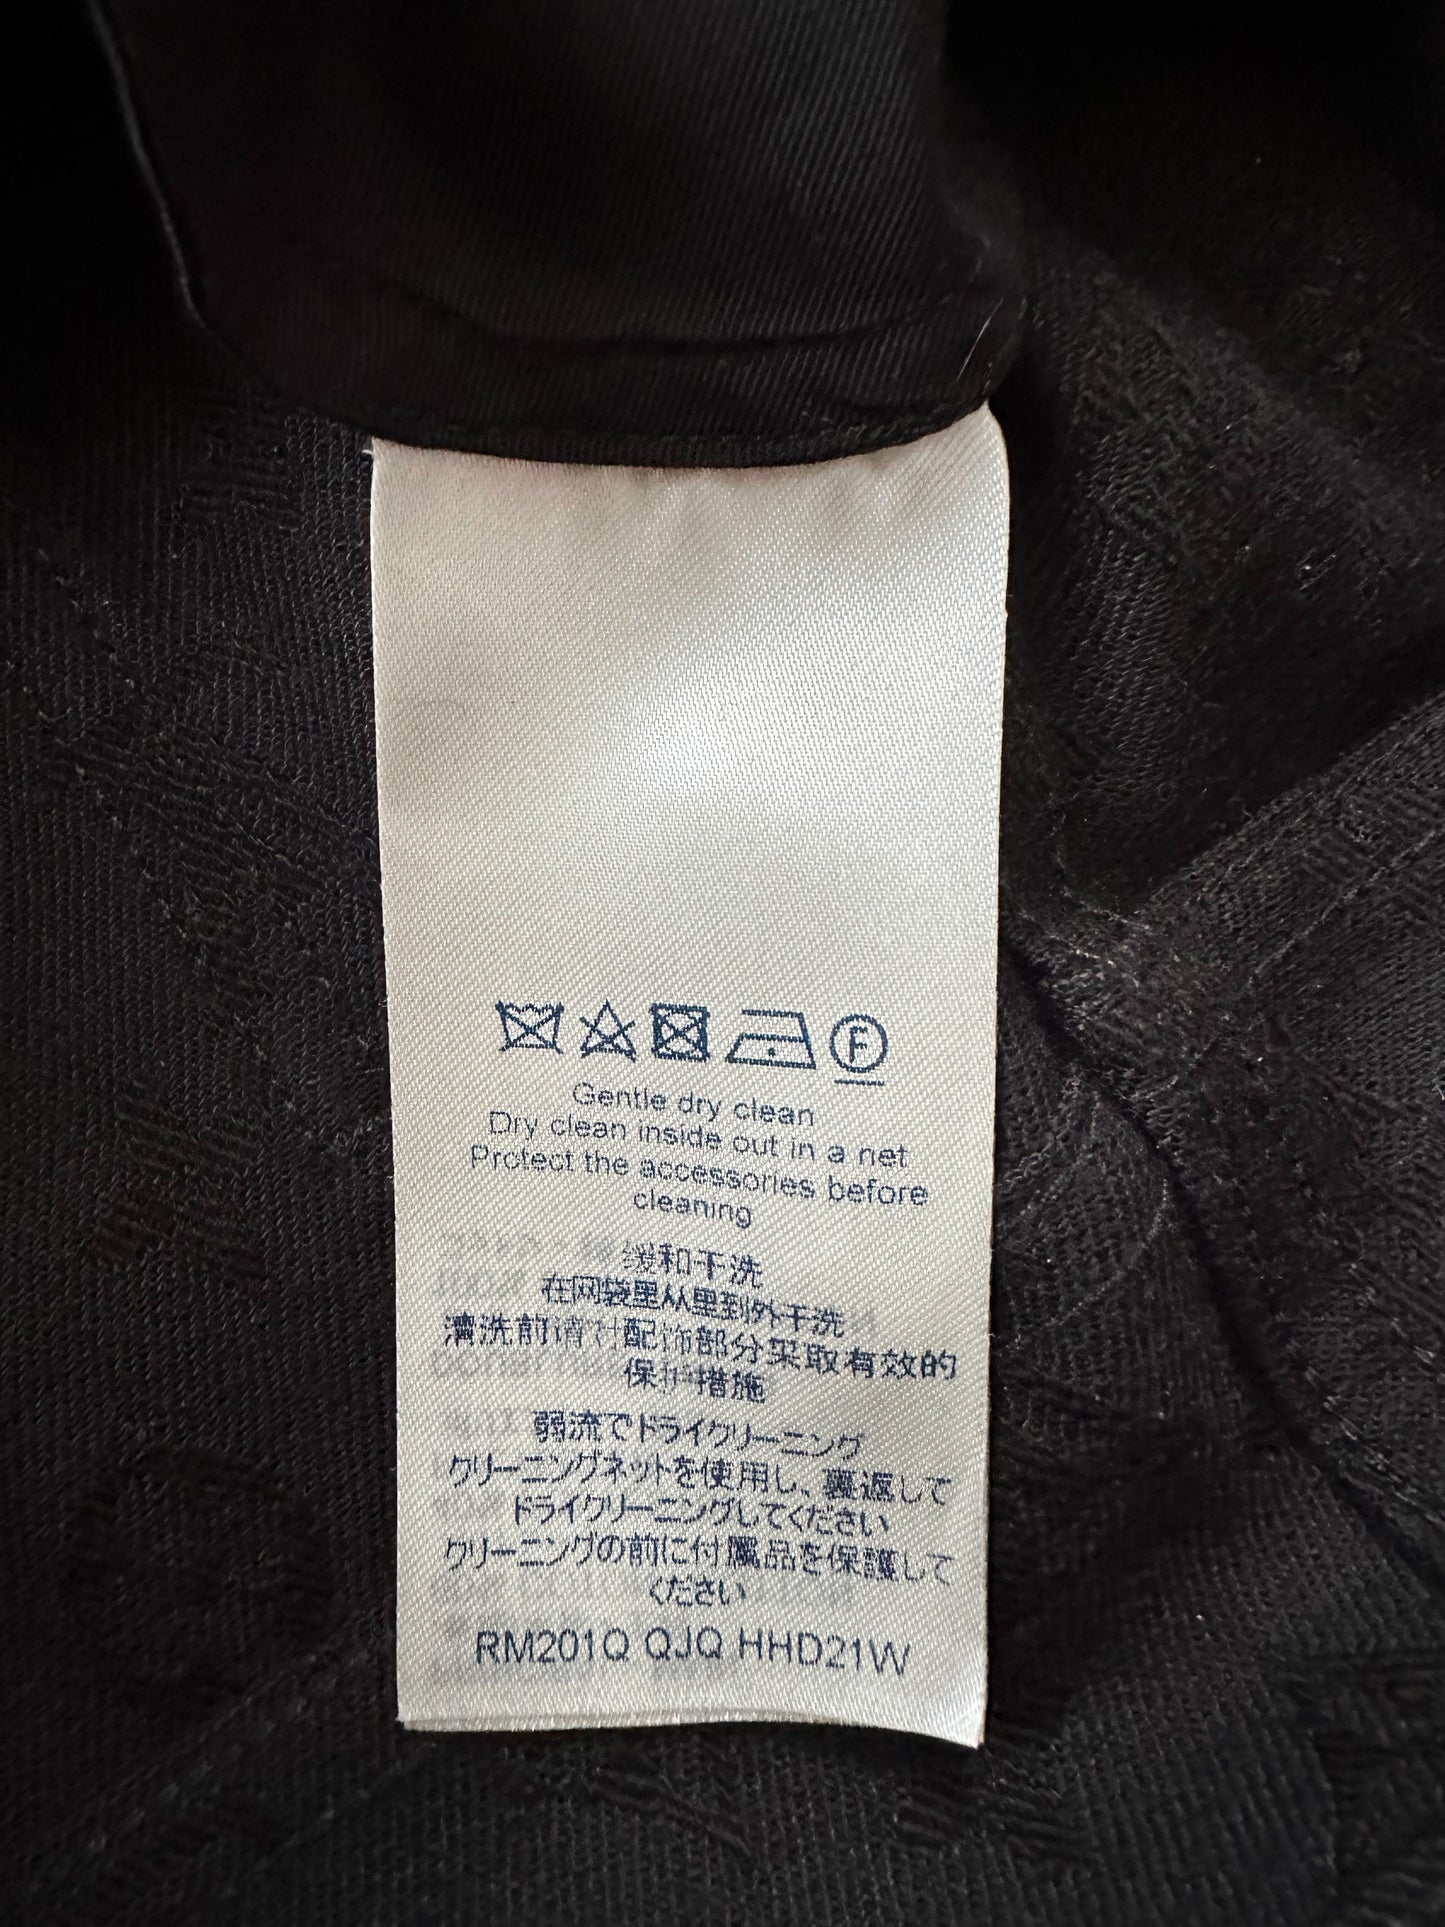 F
Gentle dry clean
Dry clean inside out in a net
Protect the accessories before
cleaning
缓和干洗
在网袋里从里到外干洗
清洗前请对配饰部分采取有效的
保护措施
弱流でドライクリーニング
クリーニングネットを使用し、裏返して
ドライクリーニングしてください
クリーニングの前に付属品を保護して
ください
RM201Q QJQ HHD21W